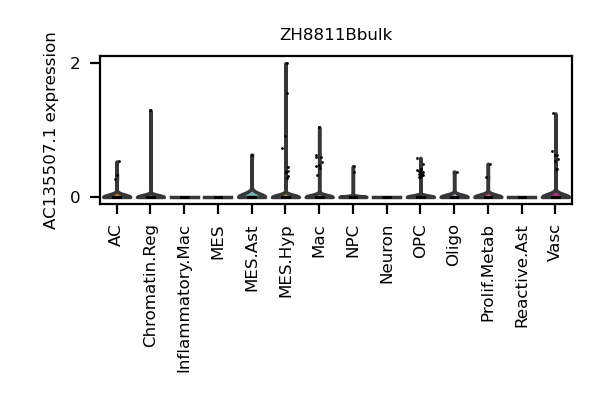 ZH8811Bbulk
AC135507.1 expression
2
0
AC
Chromatin.Reg
Inflammatory.Mac
MES
MES.Ast
MES.Hyp
Mac
NPC
Neuron
OPC
Oligo
Prolif.Metab
Reactive.Ast
Vasc